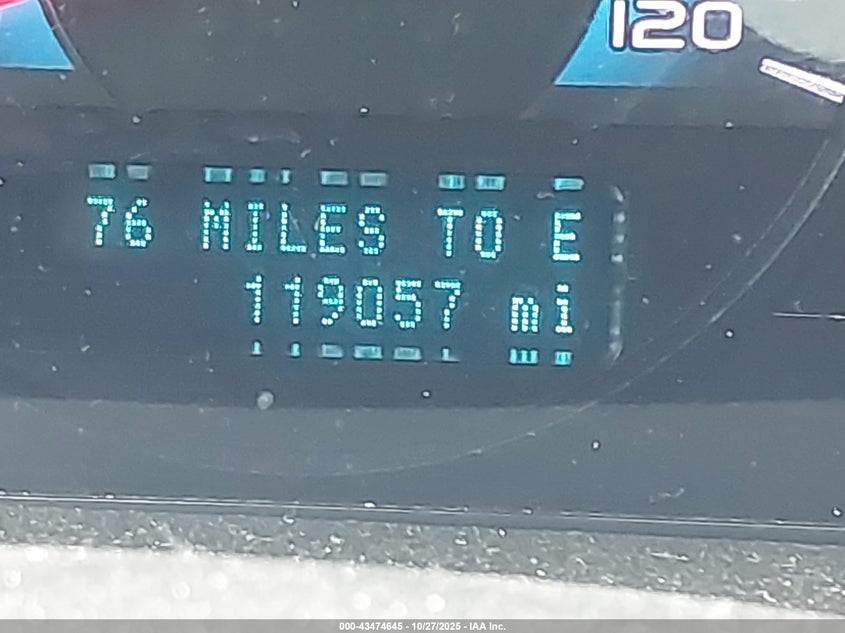 120
76 MILES TO E
119057 mi
000-43474645 - 10/27/2025 - IAA Inc.